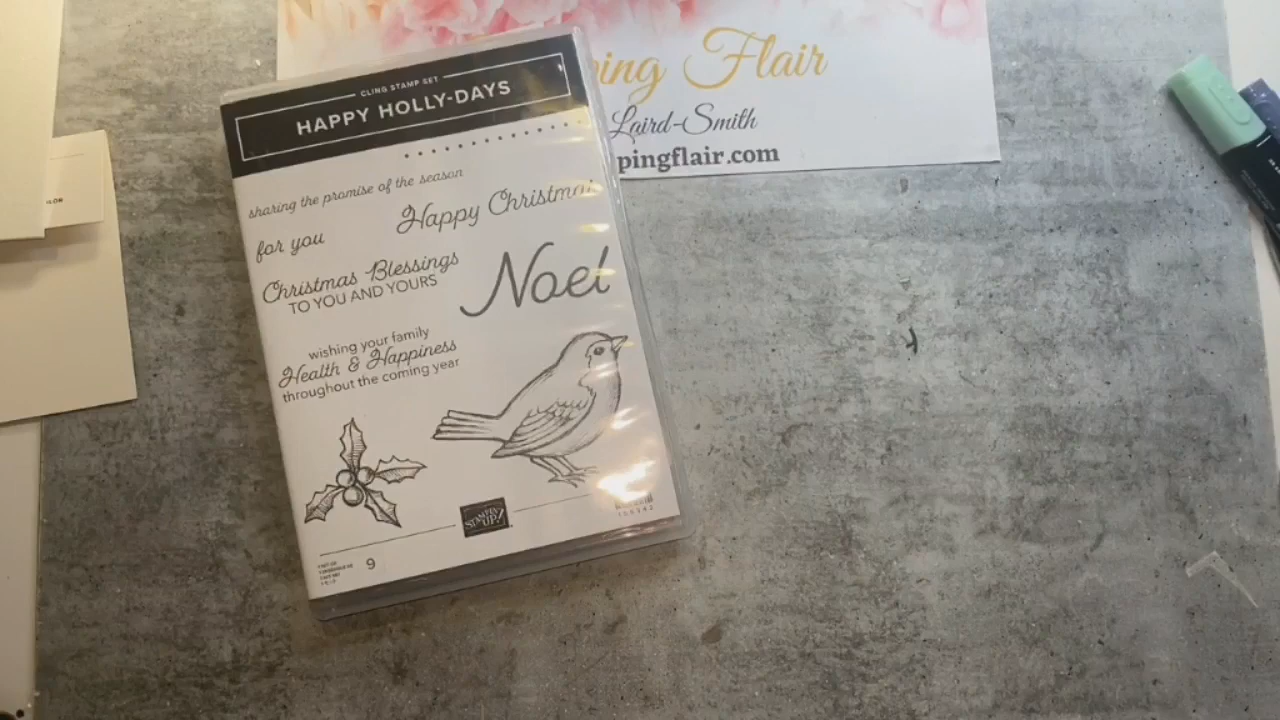 ping Flair
Laird-Smith
pingflair.com
CLING STAMP SET
HAPPY HOLLY-DAYS
sharing the promise of the season
Happy Christmas
for you
Christmas Blessings
TO YOU AND YOURS
Noel
wishing your family
Health & Happiness
throughout the coming year
STAMPIN' UP!
9